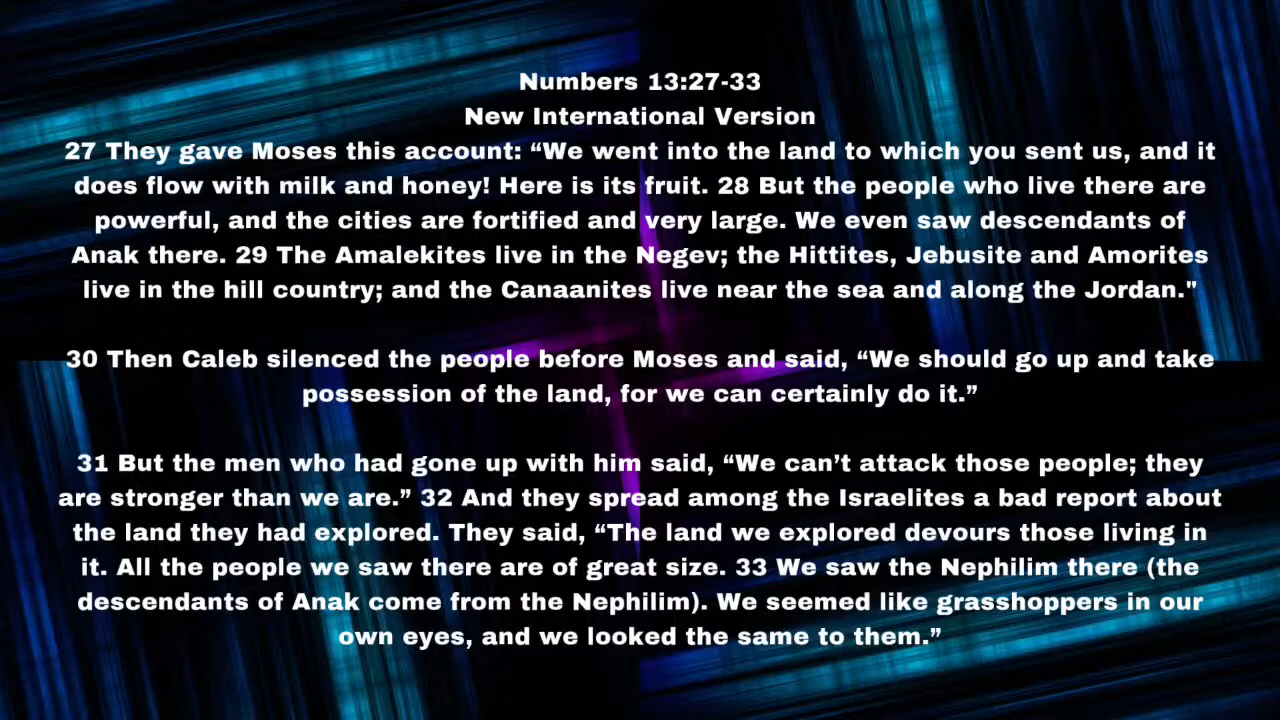 Numbers 13:27-33
New International Version
27 They gave Moses this account: “We went into the land to which you sent us, and it
does flow with milk and honey! Here is its fruit. 28 But the people who live there are
powerful, and the cities are fortified and very large. We even saw descendants of
Anak there. 29 The Amalekites live in the Negev; the Hittites, Jebusite and Amorites
live in the hill country; and the Canaanites live near the sea and along the Jordan."
30 Then Caleb silenced the people before Moses and said, “We should go up and take
possession of the land, for we can certainly do it.”
31 But the men who had gone up with him said, “We can’t attack those people; they
are stronger than we are.” 32 And they spread among the Israelites a bad report about
the land they had explored. They said, “The land we explored devours those living in
it. All the people we saw there are of great size. 33 We saw the Nephilim there (the
descendants of Anak come from the Nephilim). We seemed like grasshoppers in our
own eyes, and we looked the same to them.”